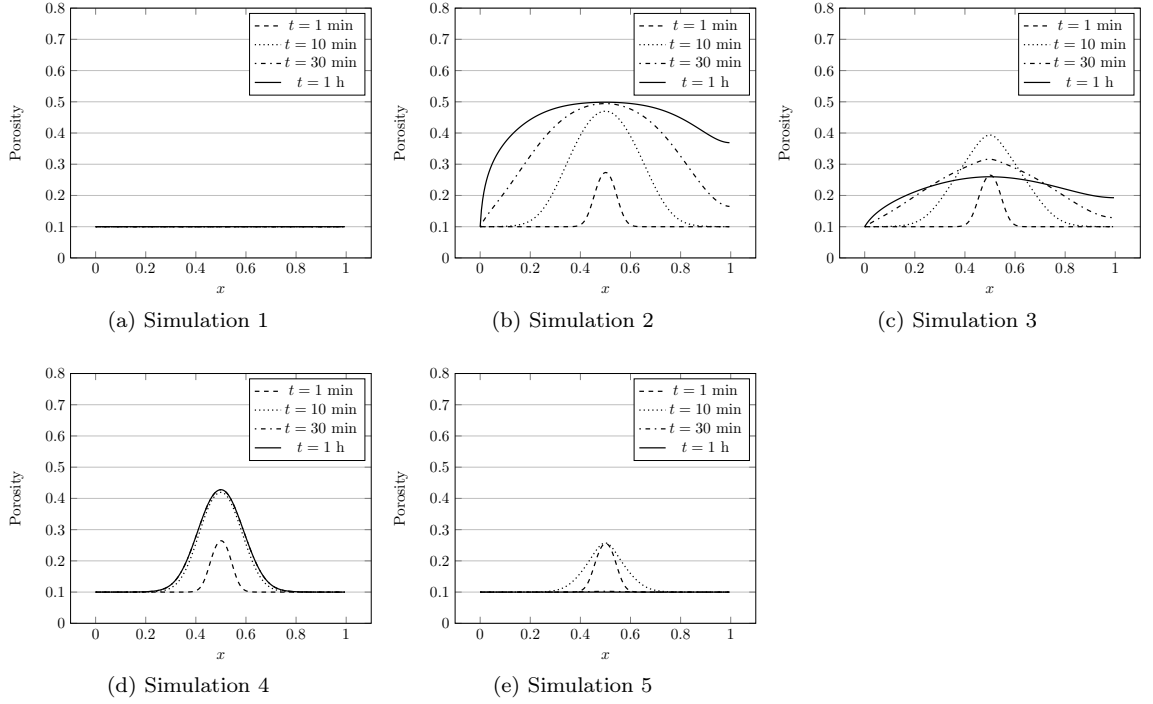 0.8
0.7
0.6
0.5
0.4
0.3
0.2
0.1
0
Porosity
t = 1 min
t = 10 min
t = 30 min
t = 1 h
0 0.2 0.4 0.6 0.8 1
x
(a) Simulation 1
0.8
0.7
0.6
0.5
0.4
0.3
0.2
0.1
0
Porosity
t = 1 min
t = 10 min
t = 30 min
t = 1 h
0 0.2 0.4 0.6 0.8 1
x
(b) Simulation 2
0.8
0.7
0.6
0.5
0.4
0.3
0.2
0.1
0
Porosity
t = 1 min
t = 10 min
t = 30 min
t = 1 h
0 0.2 0.4 0.6 0.8 1
x
(c) Simulation 3
0.8
0.7
0.6
0.5
0.4
0.3
0.2
0.1
0
Porosity
t = 1 min
t = 10 min
t = 30 min
t = 1 h
0 0.2 0.4 0.6 0.8 1
x
(d) Simulation 4
0.8
0.7
0.6
0.5
0.4
0.3
0.2
0.1
0
Porosity
t = 1 min
t = 10 min
t = 30 min
t = 1 h
0 0.2 0.4 0.6 0.8 1
x
(e) Simulation 5